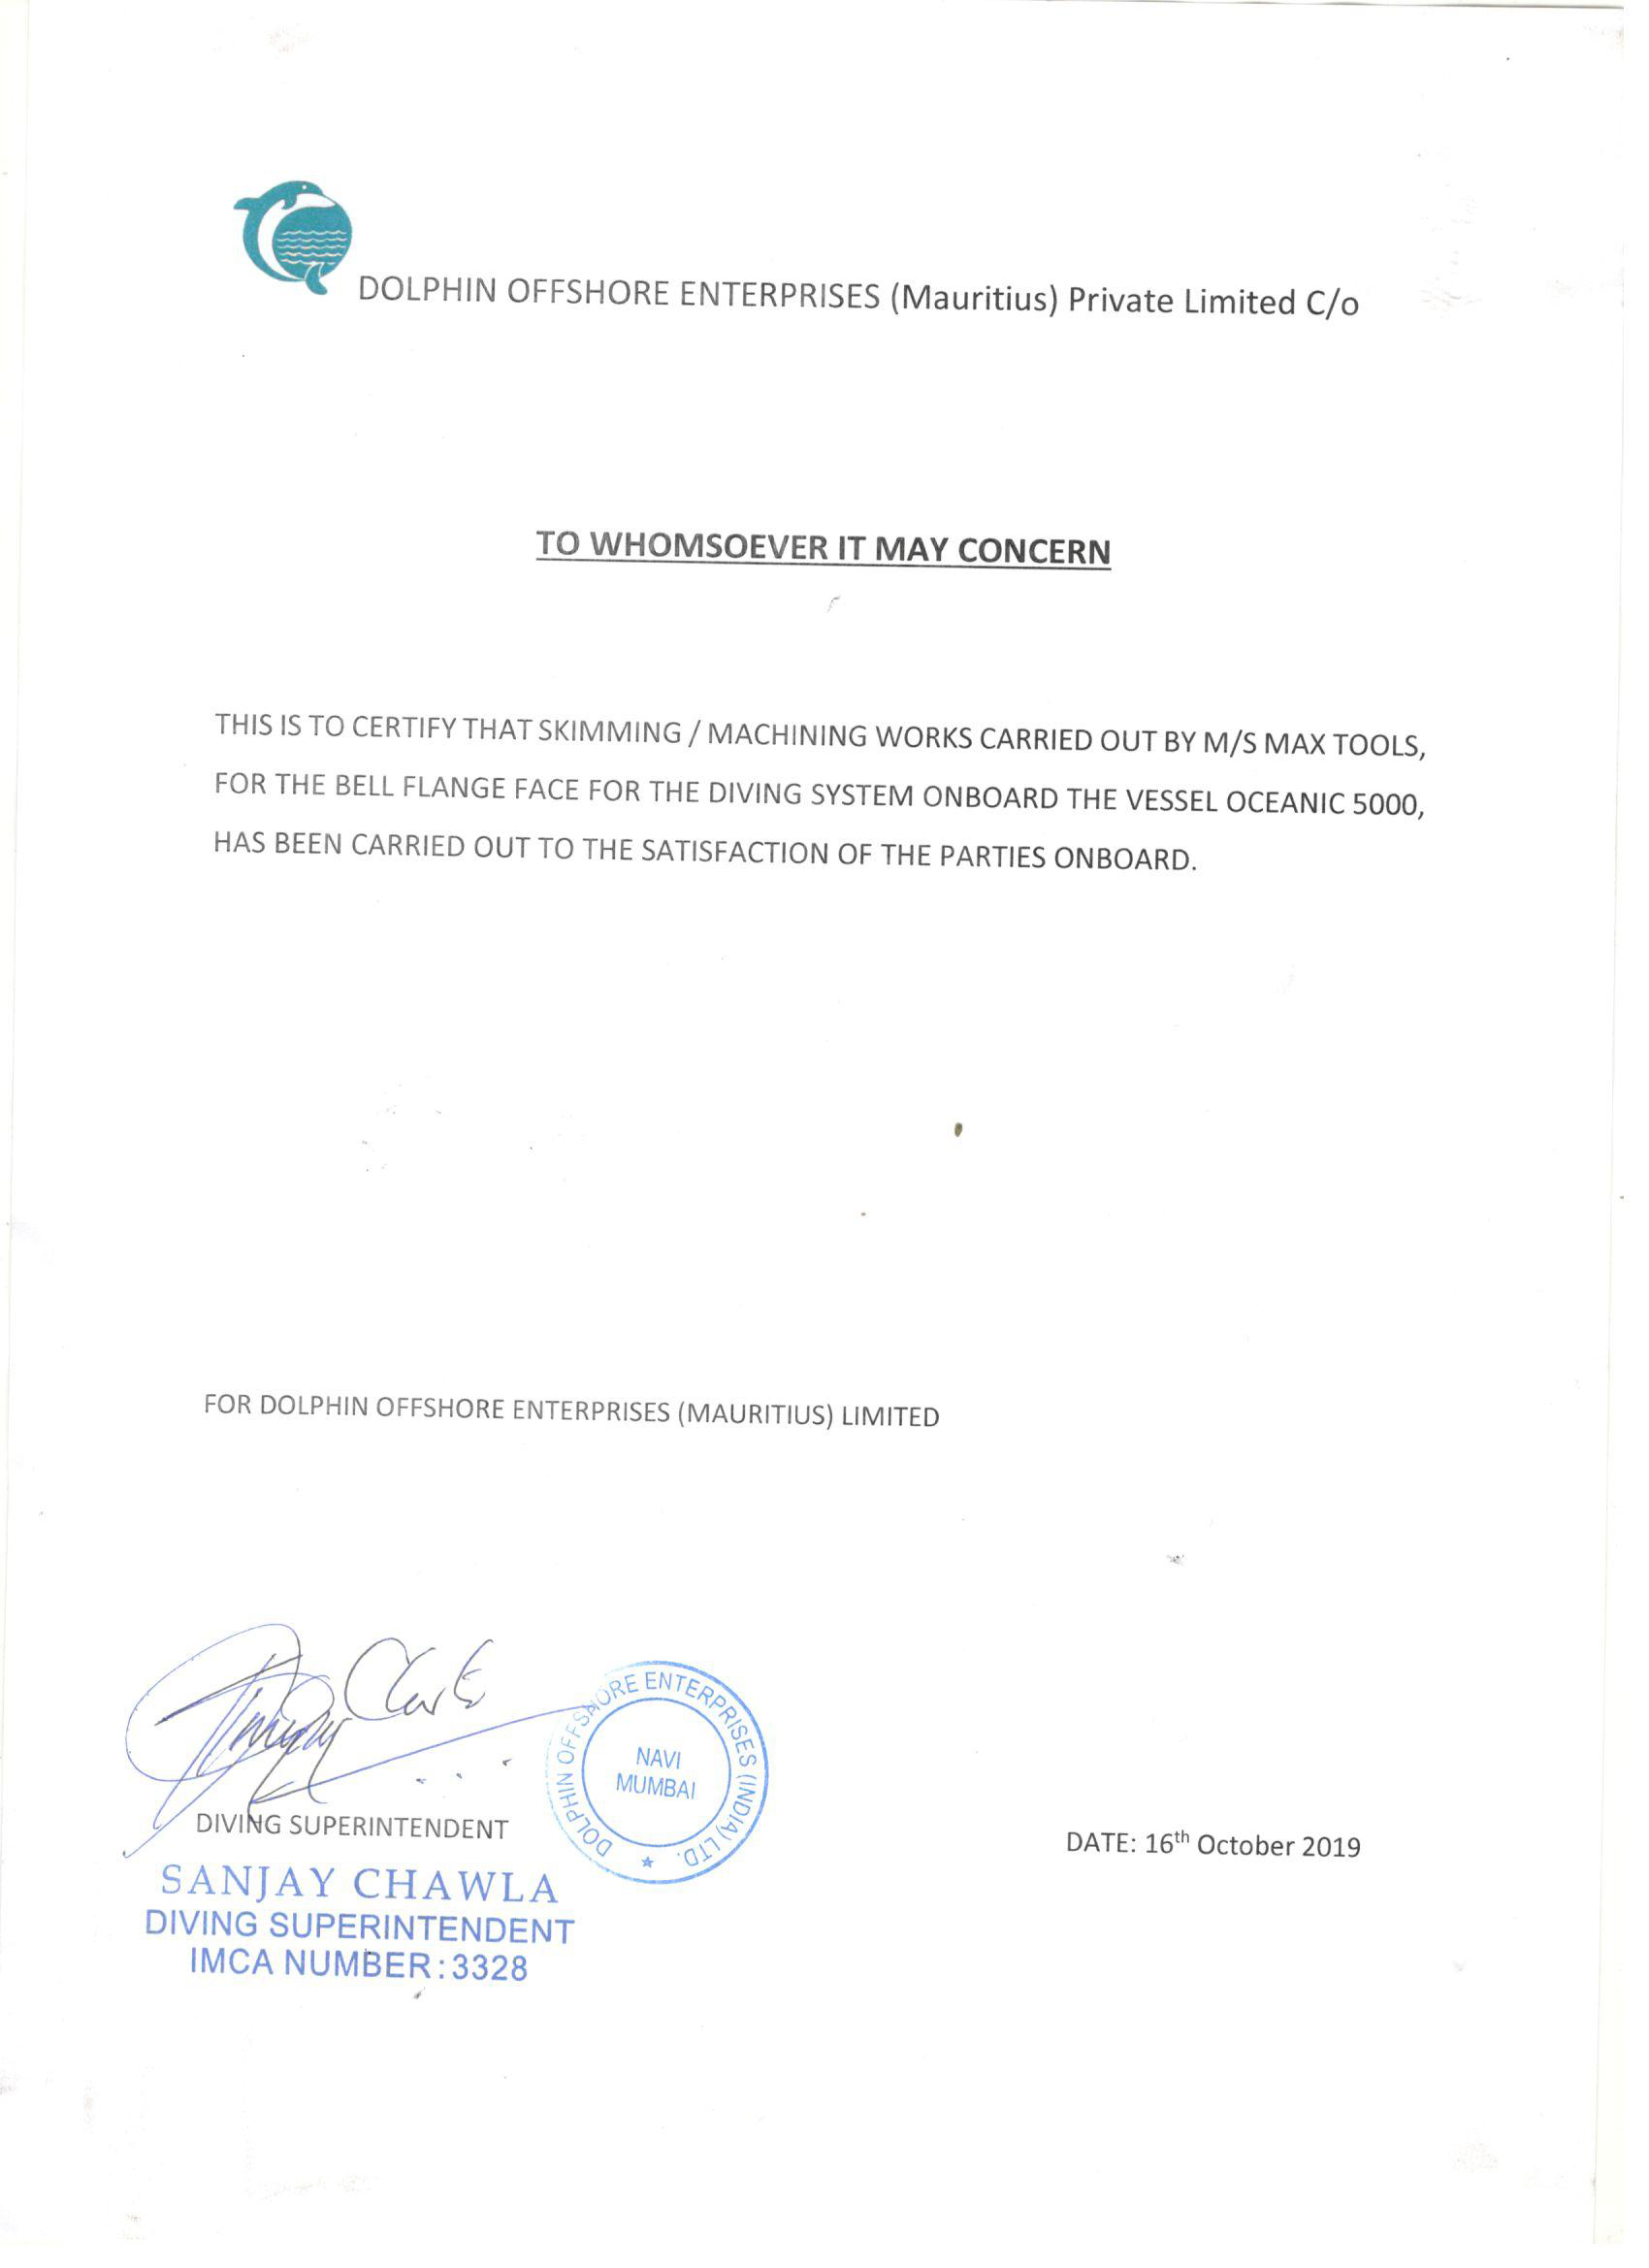 DOLPHIN OFFSHORE ENTERPRISES (Mauritius) Private Limited C/o
TO WHOMSOEVER IT MAY CONCERN
THIS IS TO CERTIFY THAT SKIMMING / MACHINING WORKS CARRIED OUT BY M/S MAX TOOLS,
FOR THE BELL FLANGE FACE FOR THE DIVING SYSTEM ONBOARD THE VESSEL OCEANIC 5000,
HAS BEEN CARRIED OUT TO THE SATISFACTION OF THE PARTIES ONBOARD.
FOR DOLPHIN OFFSHORE ENTERPRISES (MAURITIUS) LIMITED
DOLPHIN OFFSHORE ENTERPRISES (INDIA) LTD.
NAVI
MUMBAI
DIVING SUPERINTENDENT
SANJAY CHAWLA
DIVING SUPERINTENDENT
IMCA NUMBER:3328
DATE: 16th October 2019